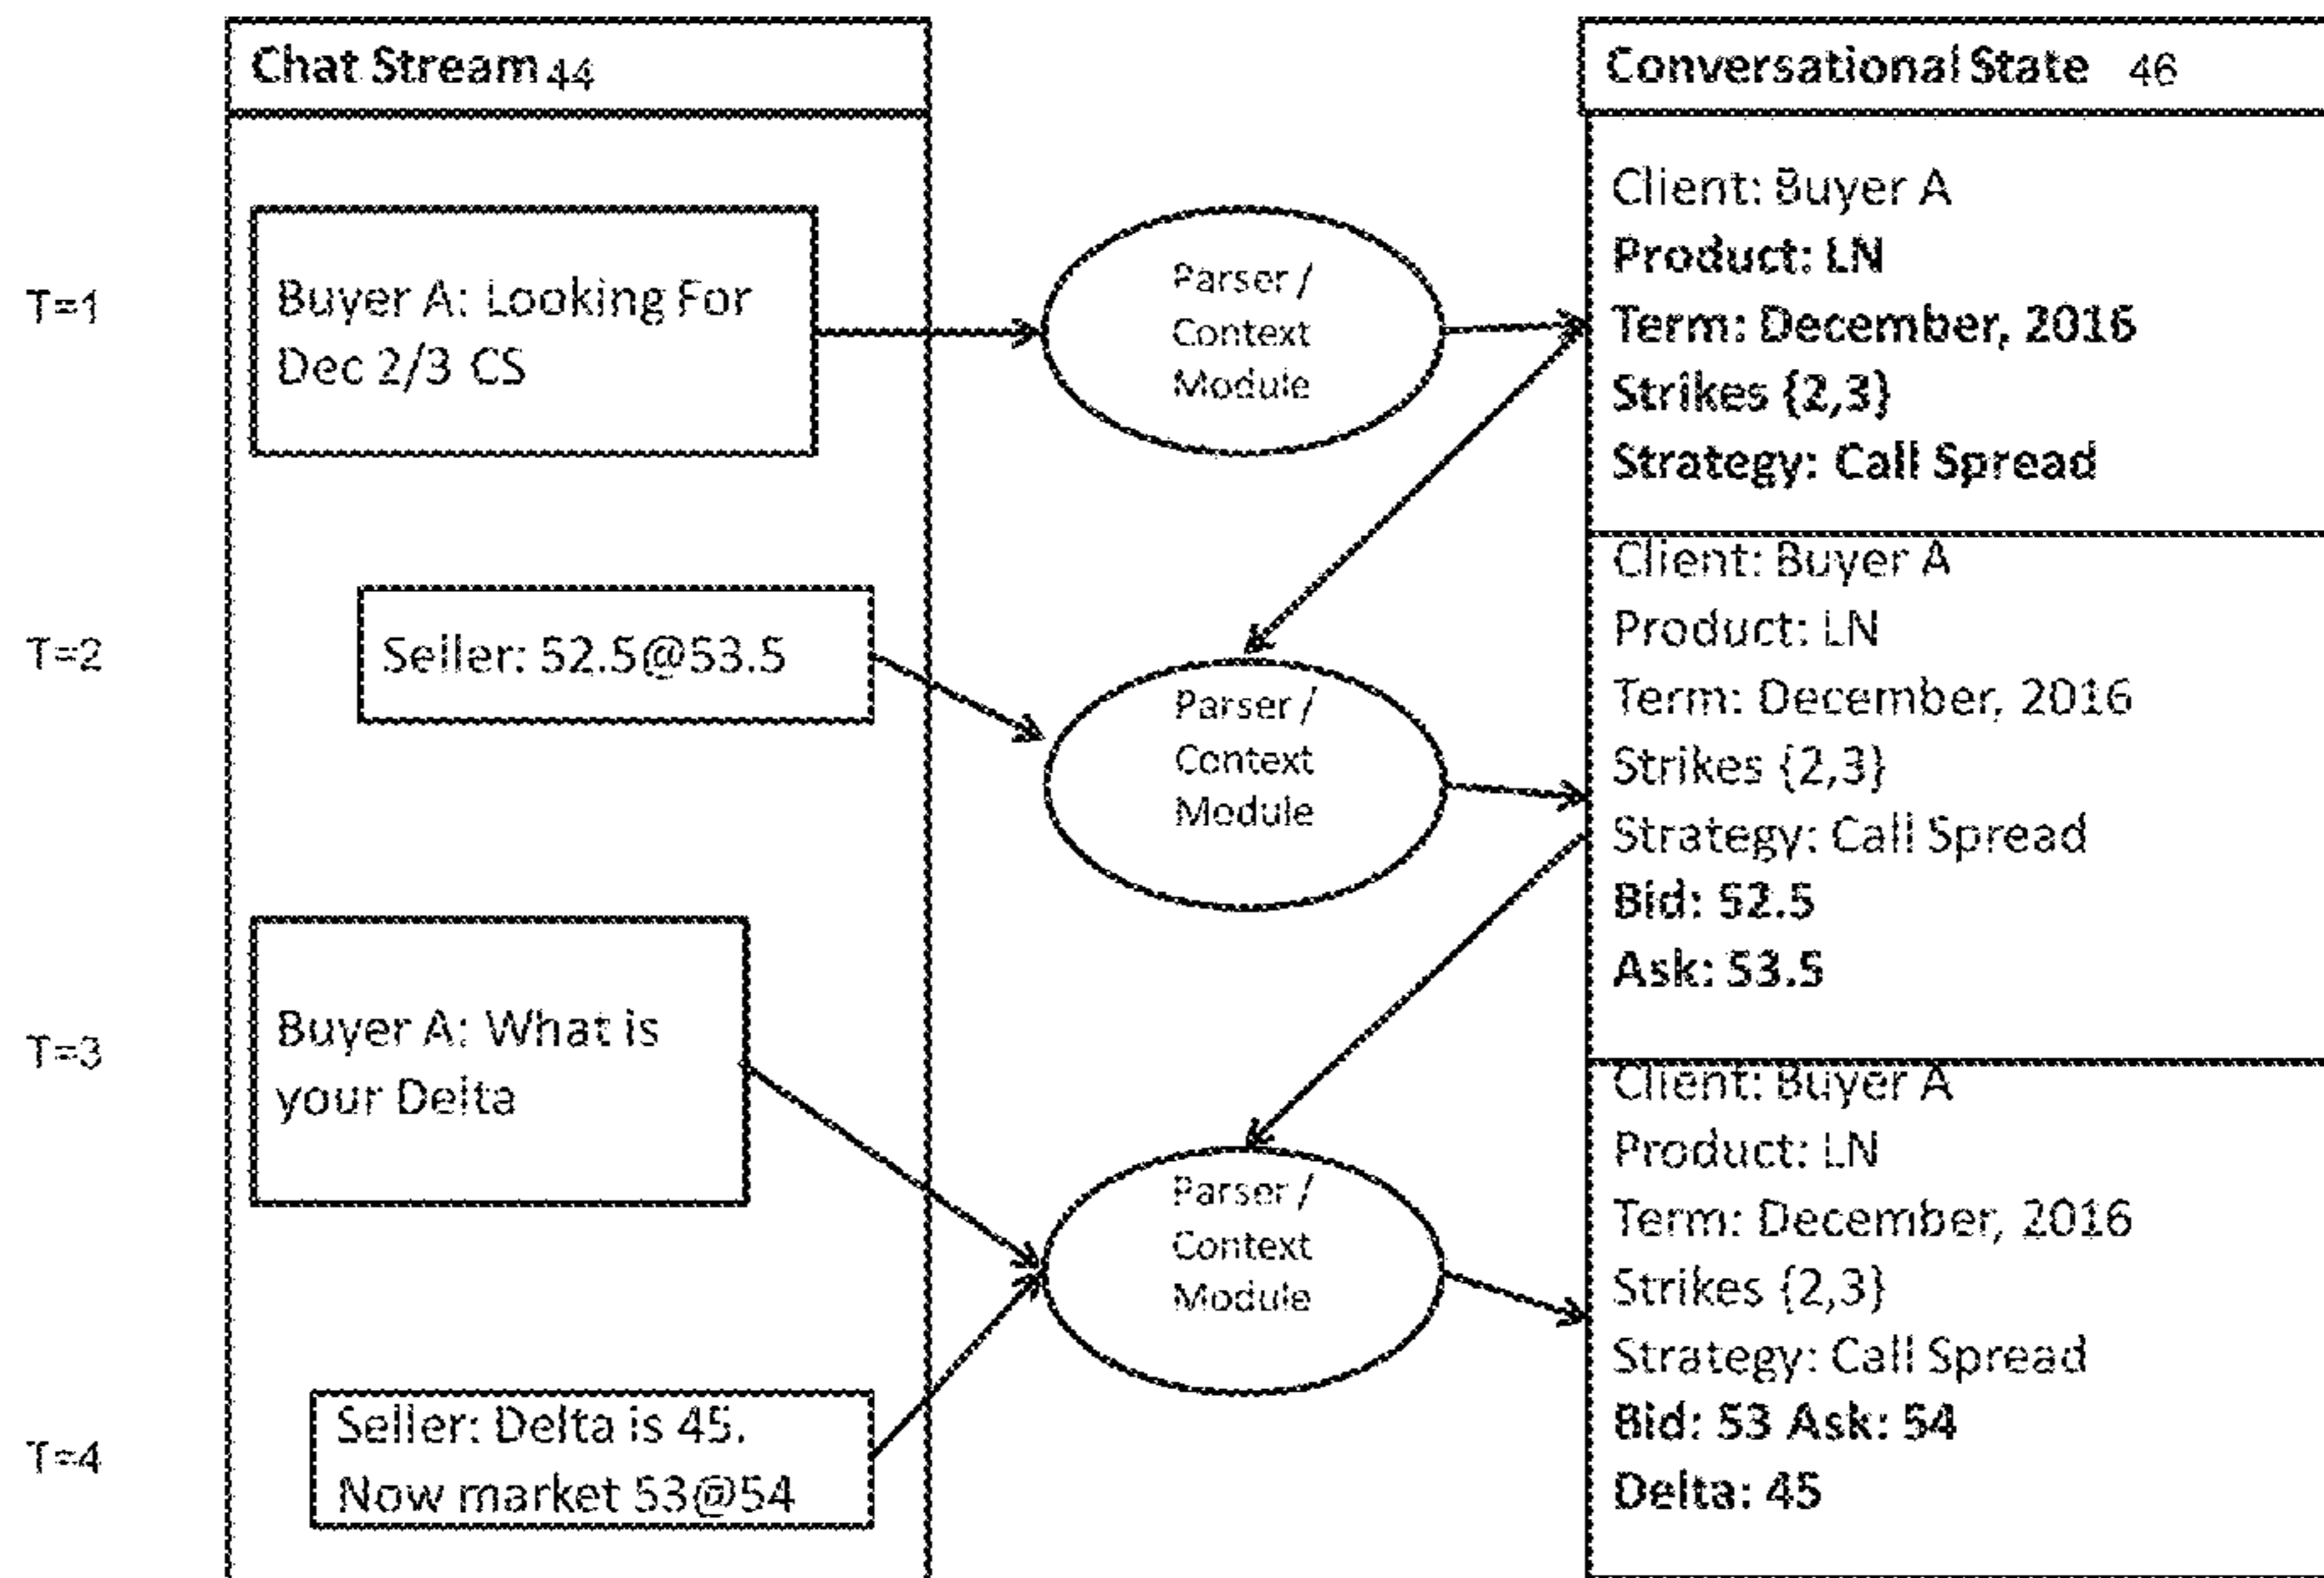 Chat Stream 44
Conversational State 46
T=1
Buyer A: Looking For
Dec 2/3 CS
Parser /
Context
Module
Client: Buyer A
Product: LN
Term: December, 2016
Strikes {2,3}
Strategy: Call Spread
T=2
Seller: 52.5@53.5
Parser /
Context
Module
Client: Buyer A
Product: LN
Term: December, 2016
Strikes {2,3}
Strategy: Call Spread
Bid: 52.5
Ask: 53.5
T=3
Buyer A: What is
your Delta
Parser /
Context
Module
Client: Buyer A
Product: LN
Term: December, 2016
Strikes {2,3}
Strategy: Call Spread
Bid: 53 Ask: 54
Delta: 45
T=4
Seller: Delta is 45.
Now market 53@54